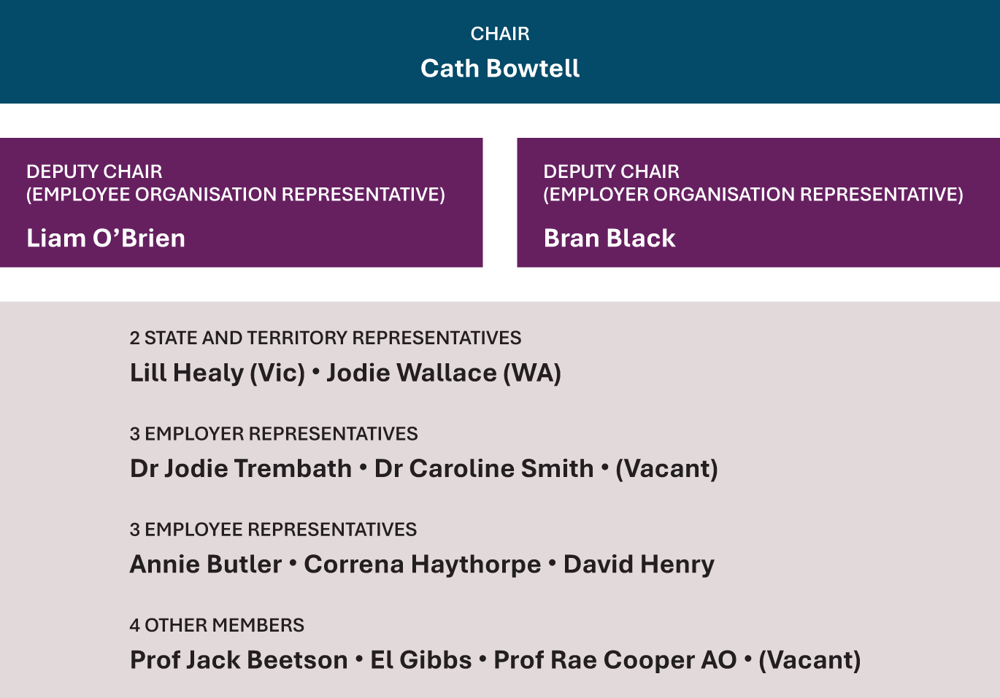 CHAIR
Cath Bowtell
DEPUTY CHAIR
(EMPLOYEE ORGANISATION REPRESENTATIVE)
Liam O’Brien
DEPUTY CHAIR
(EMPLOYER ORGANISATION REPRESENTATIVE)
Bran Black
2 STATE AND TERRITORY REPRESENTATIVES
Lill Healy (Vic) • Jodie Wallace (WA)
3 EMPLOYER REPRESENTATIVES
Dr Jodie Trembath • Dr Caroline Smith • (Vacant)
3 EMPLOYEE REPRESENTATIVES
Annie Butler • Correna Haythorpe • David Henry
4 OTHER MEMBERS
Prof Jack Beetson • El Gibbs • Prof Rae Cooper AO • (Vacant)